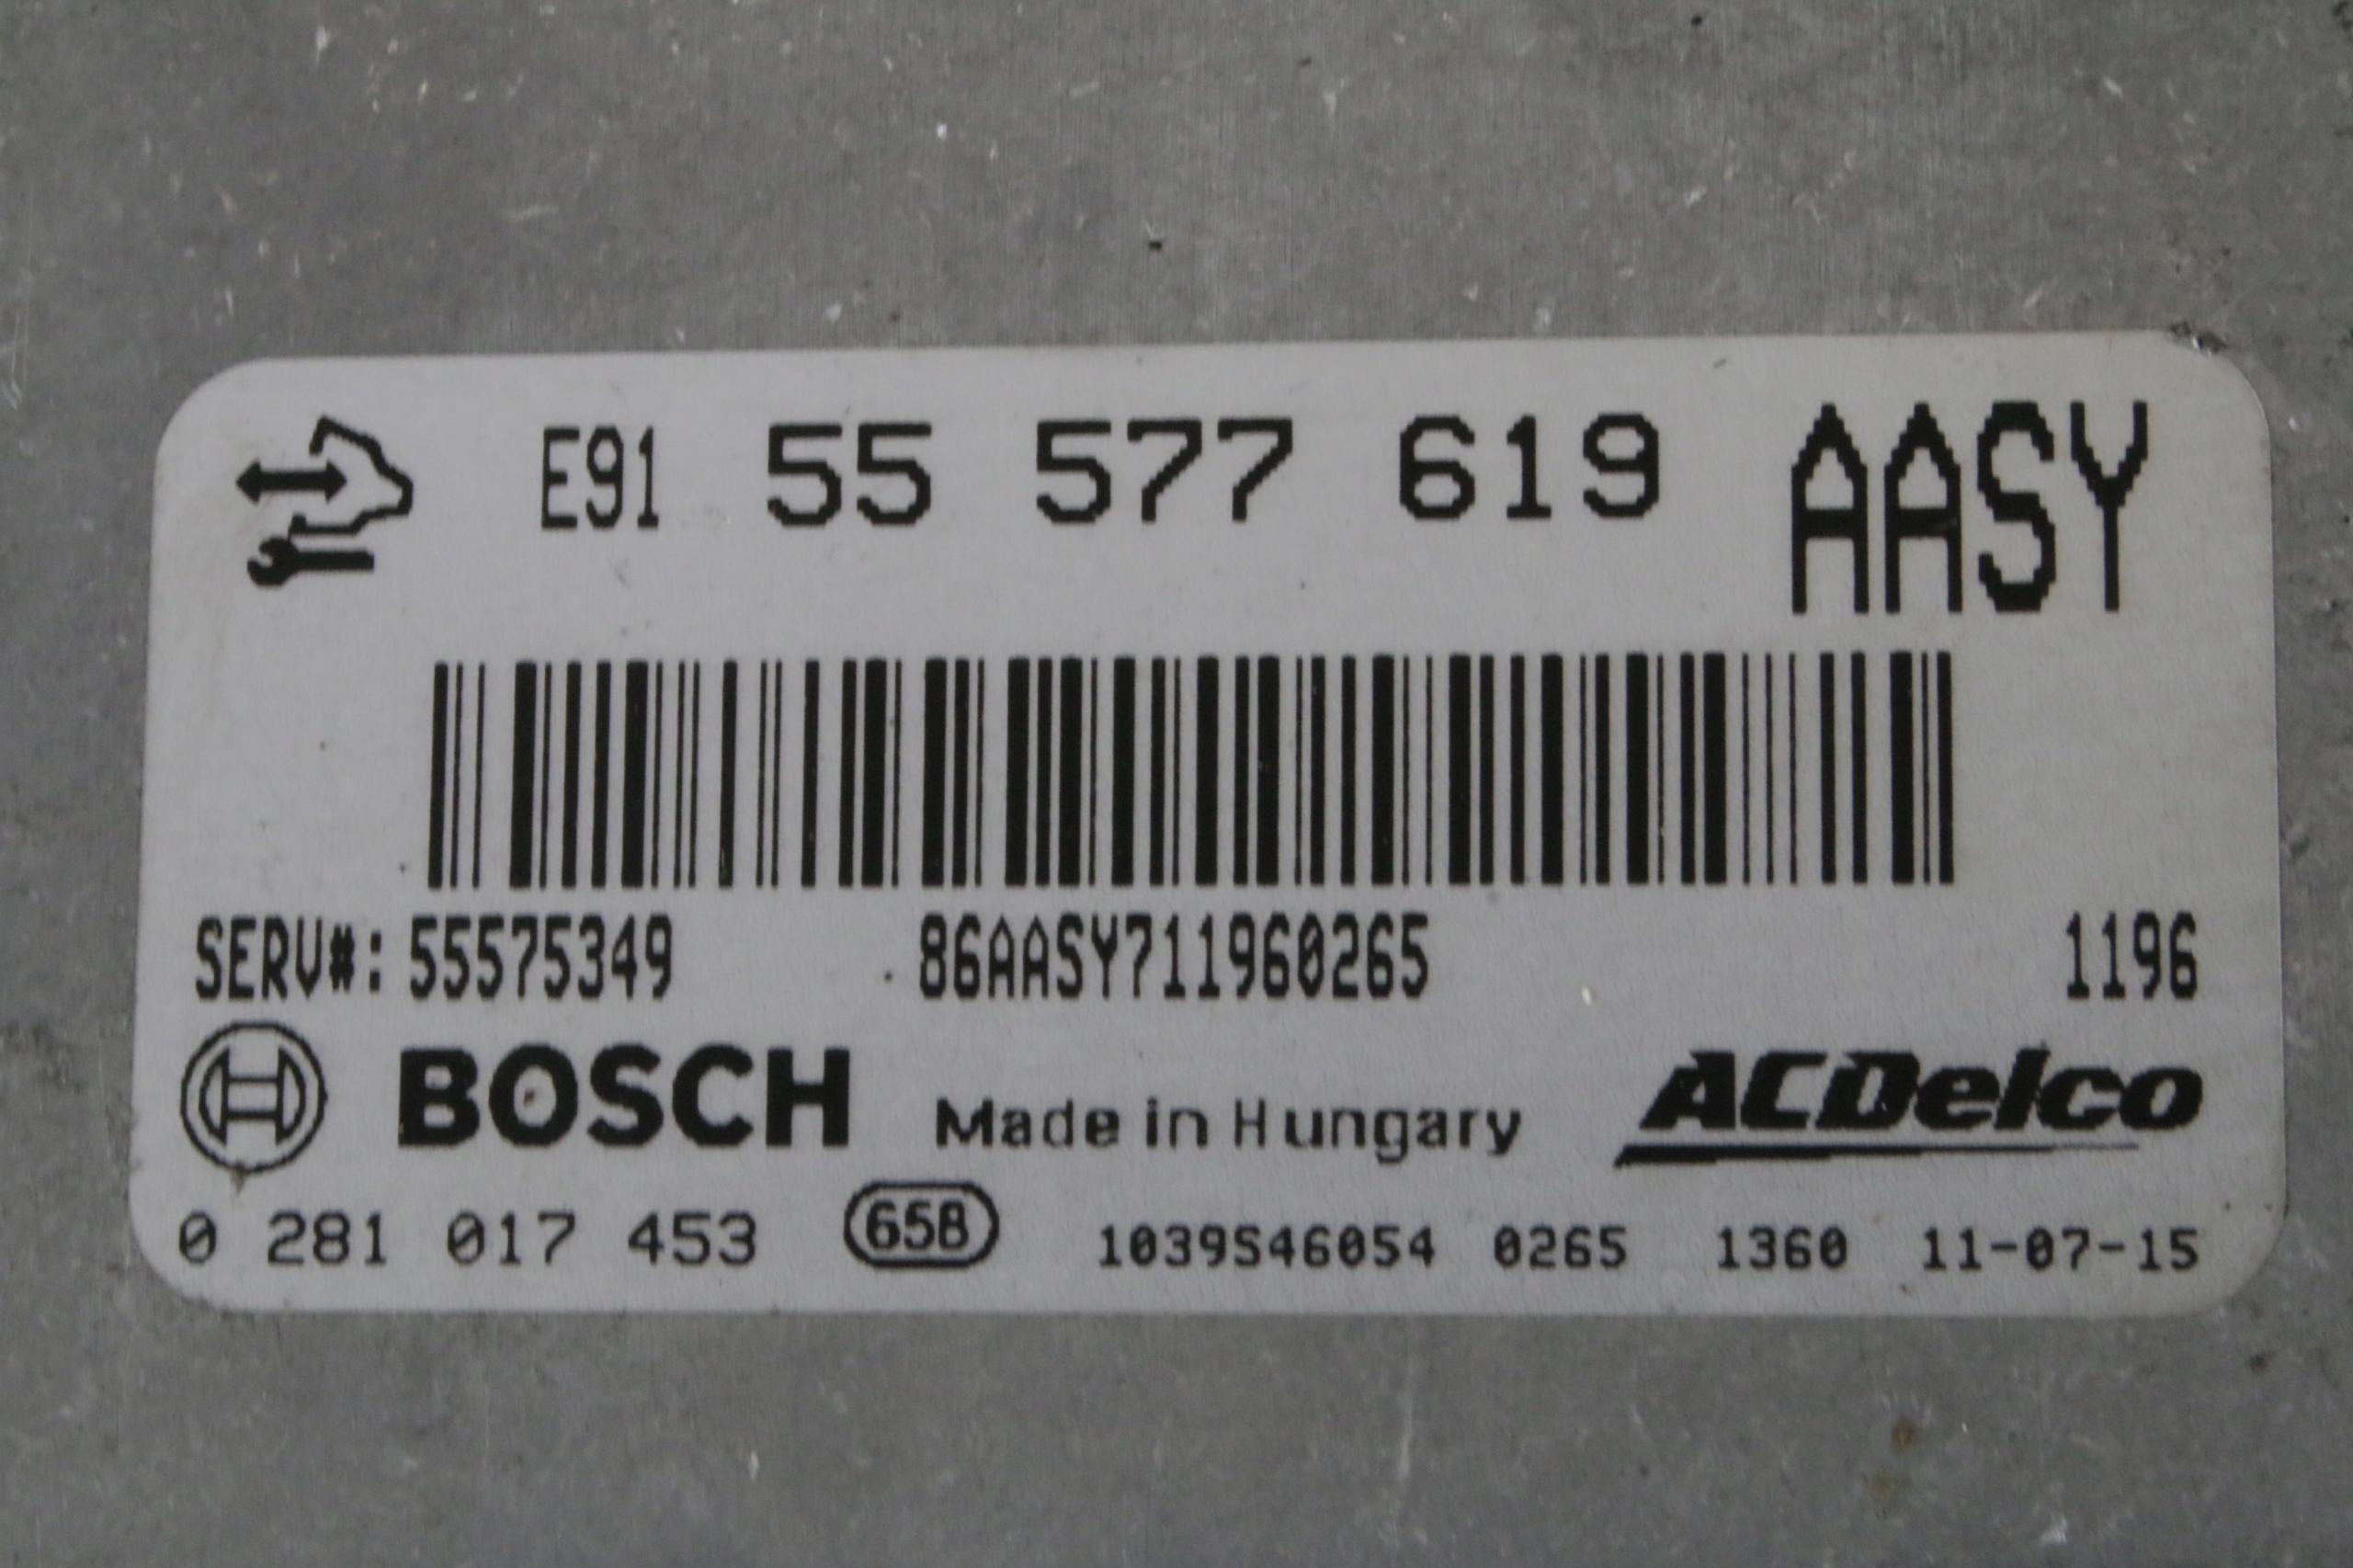 E91 55 577 619 AASY
SERV#: 55575349 86AASY711960265 1196
BOSCH Made in Hungary ACDelco
0 281 017 453 65B 1039S46054 0265 1360 11-07-15